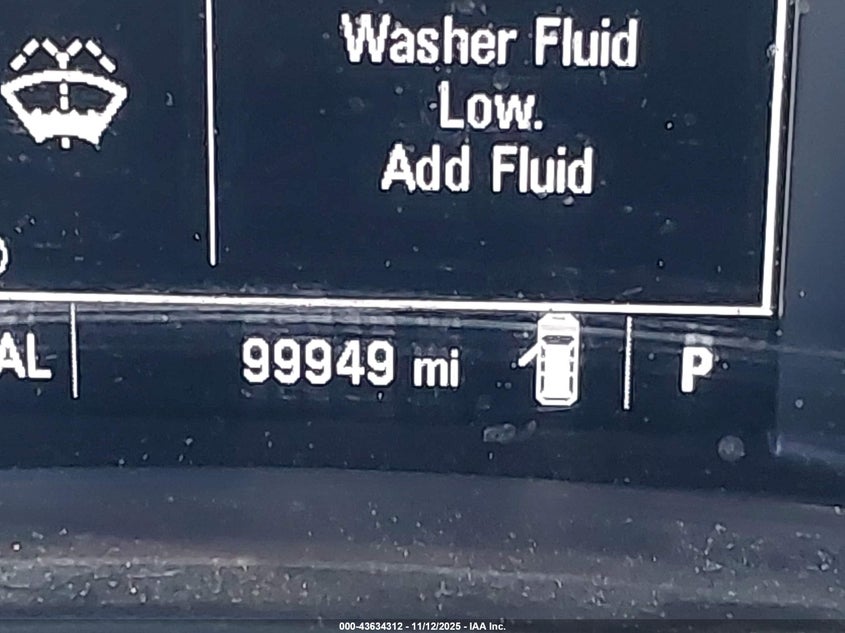 Washer Fluid
Low.
Add Fluid
AL
99949 mi
P
000-43634312 - 11/12/2025 - IAA Inc.